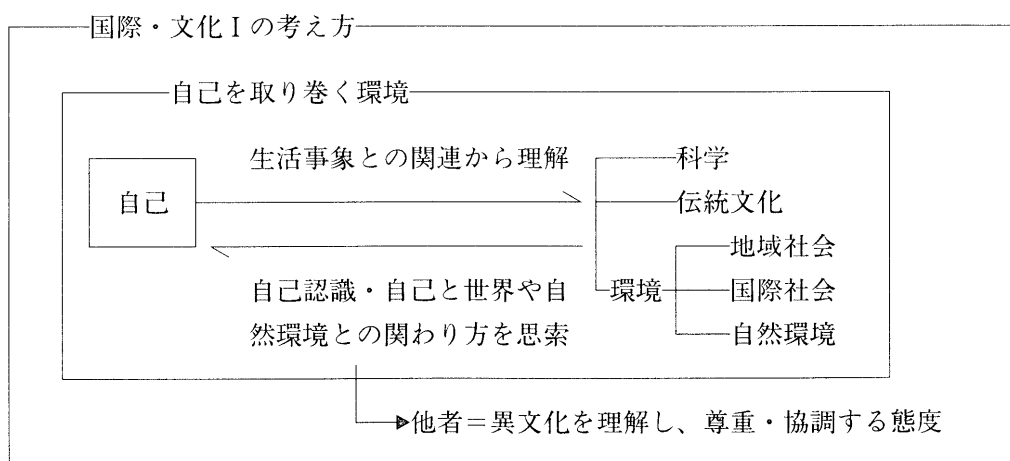 国際・文化Ⅰの考え方
自己を取り巻く環境
生活事象との関連から理解
自己
科学
伝統文化
環境
地域社会
国際社会
自然環境
自己認識・自己と世界や自
然環境との関わり方を思索
他者=異文化を理解し、尊重・協調する態度